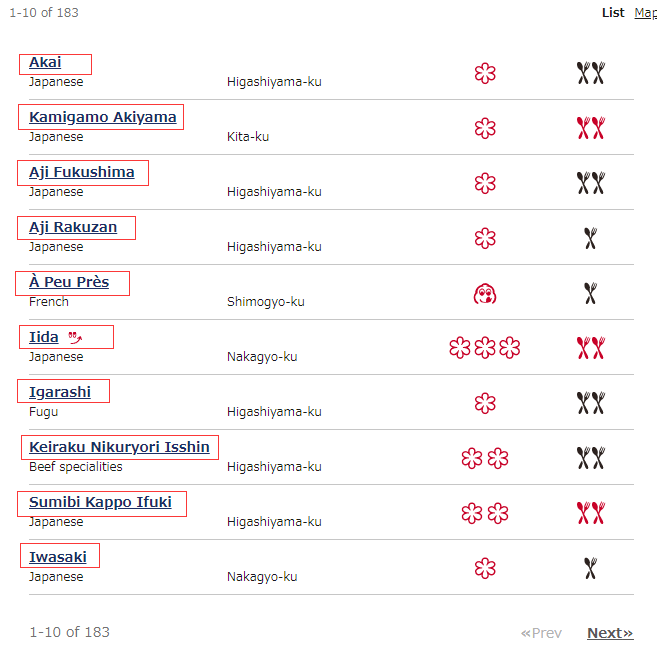 1-10 of 183
List Map
Akai
Japanese Higashiyama-ku
Kamigamo Akiyama
Japanese Kita-ku
Aji Fukushima
Japanese Higashiyama-ku
Aji Rakuzan
Japanese Higashiyama-ku
À Peu Près
French Shimogyo-ku
Iida
Japanese Nakagyo-ku
Igarashi
Fugu Higashiyama-ku
Keiraku Nikuryori Isshin
Beef specialities Higashiyama-ku
Sumibi Kappo Ifuki
Japanese Higashiyama-ku
Iwasaki
Japanese Nakagyo-ku
1-10 of 183 «Prev Next»